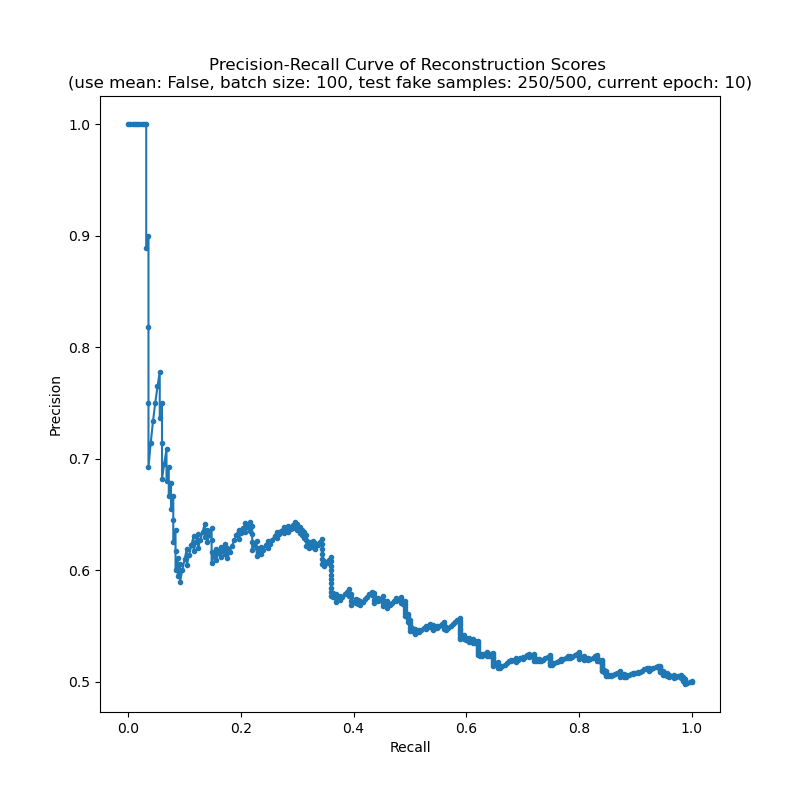 Precision-Recall Curve of Reconstruction Scores
(use mean: False, batch size: 100, test fake samples: 250/500, current epoch: 10)
1.0
0.9
0.8
0.7
0.6
0.5
Precision
0.0 0.2 0.4 0.6 0.8 1.0
Recall